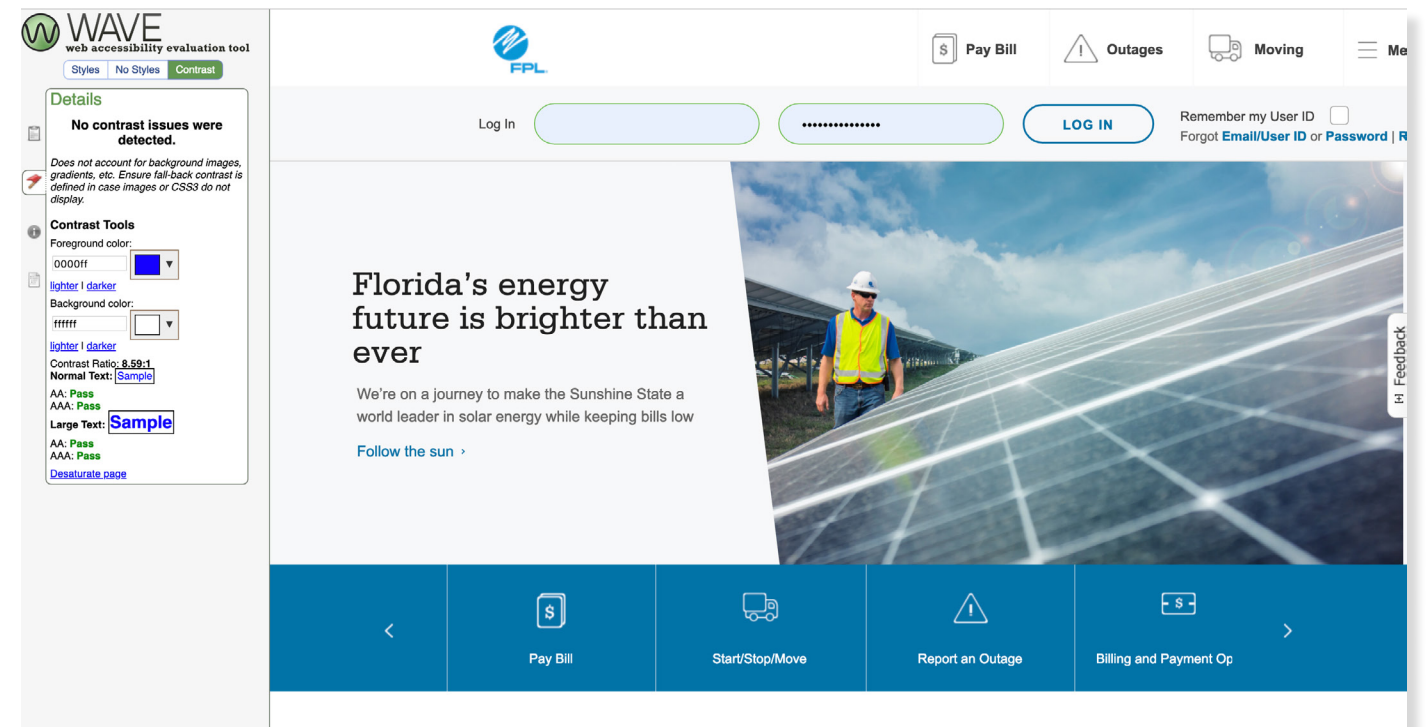 WAVE
web accessibility evaluation tool
Styles No Styles Contrast
Details
No contrast issues were
detected.
Does not account for background images,
gradients, etc. Ensure fall-back contrast is
defined in case images or CSS3 do not
display.
Contrast Tools
Foreground color:
0000ff
lighter | darker
Background color:
ffffff
lighter | darker
Contrast Ratio: 8.59:1
Normal Text: Sample
AA: Pass
AAA: Pass
Large Text: Sample
AA: Pass
AAA: Pass
Desaturate page
FPL.
$ Pay Bill
Outages
Moving
Me
Log In
••••••••••••••••
LOG IN
Remember my User ID
Forgot Email/User ID or Password | R
Florida’s energy
future is brighter than
ever
We’re on a journey to make the Sunshine State a
world leader in solar energy while keeping bills low
Follow the sun ›
[+] Feedback
Pay Bill
Start/Stop/Move
Report an Outage
Billing and Payment Op